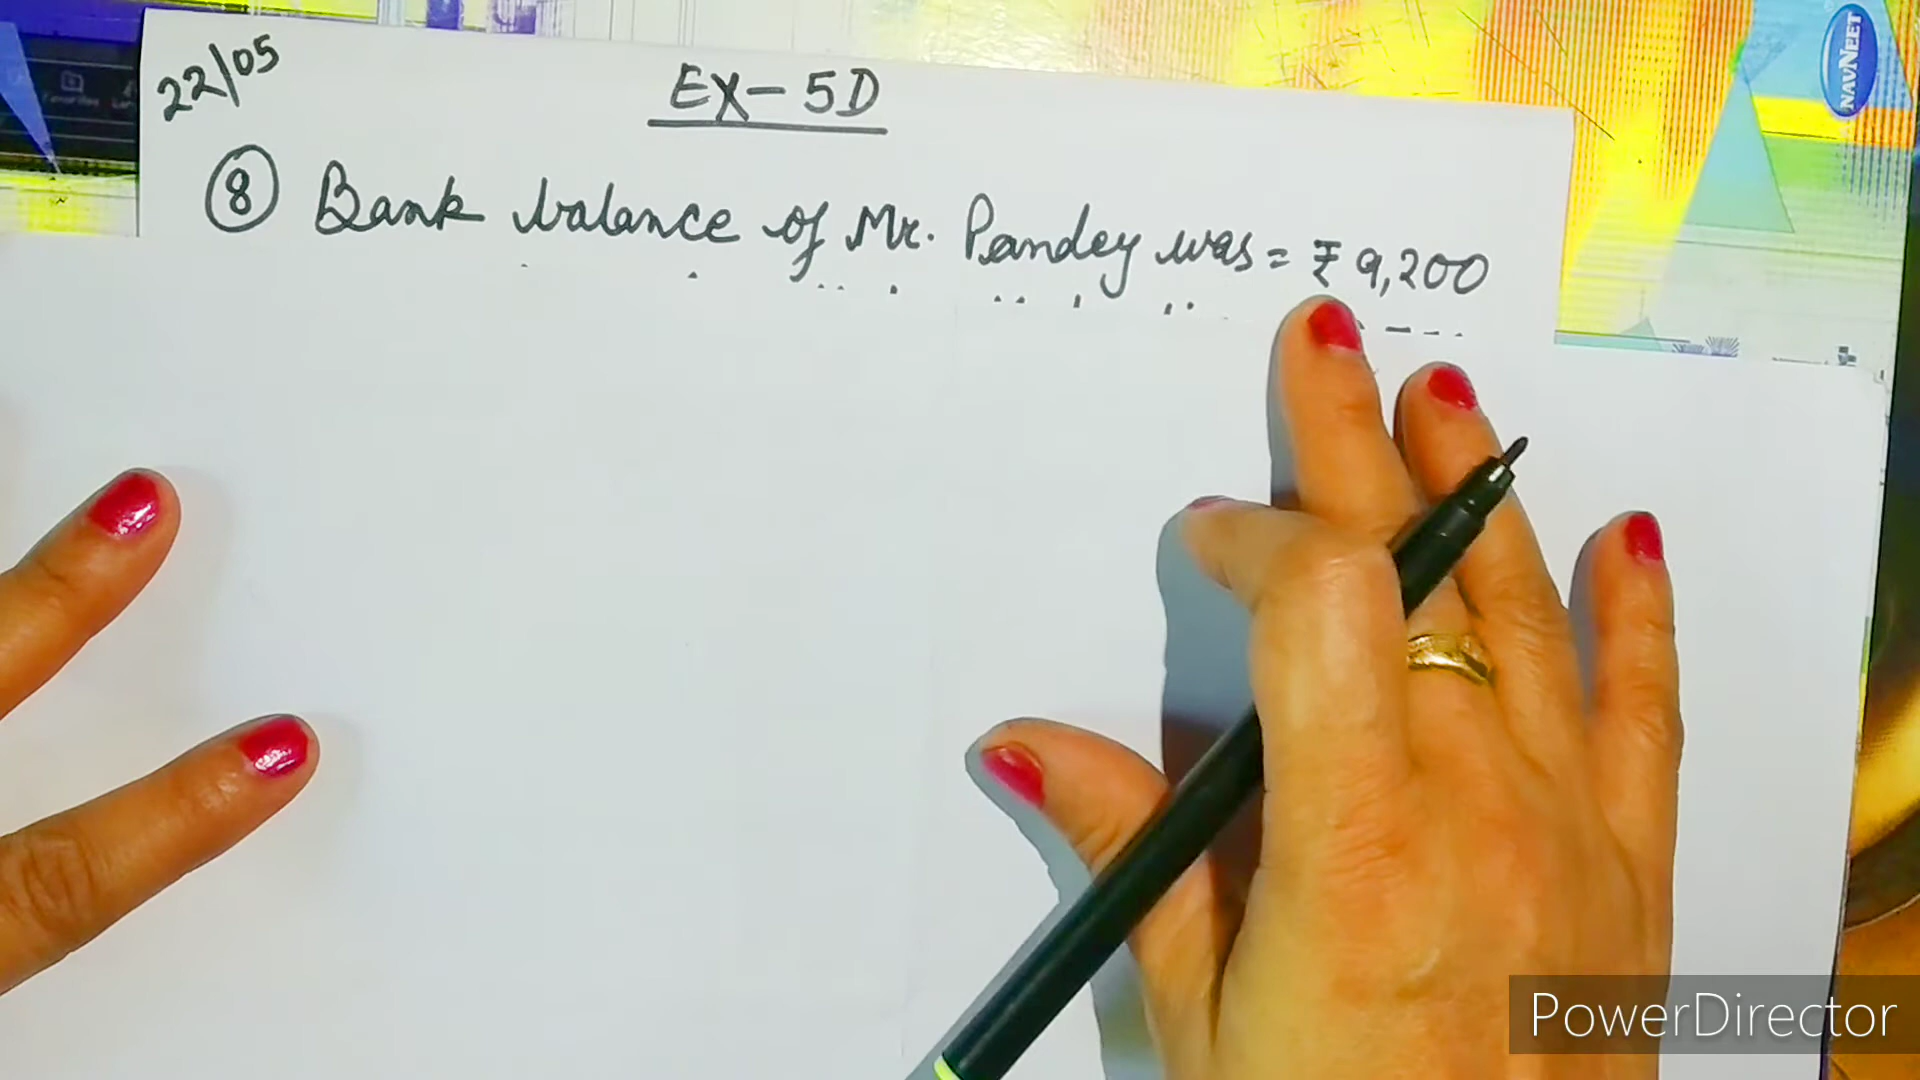 22/05
EX-5D
8 Bank balance of Mr. Pandey was = ₹ 9,200
NAVNEET
PowerDirector